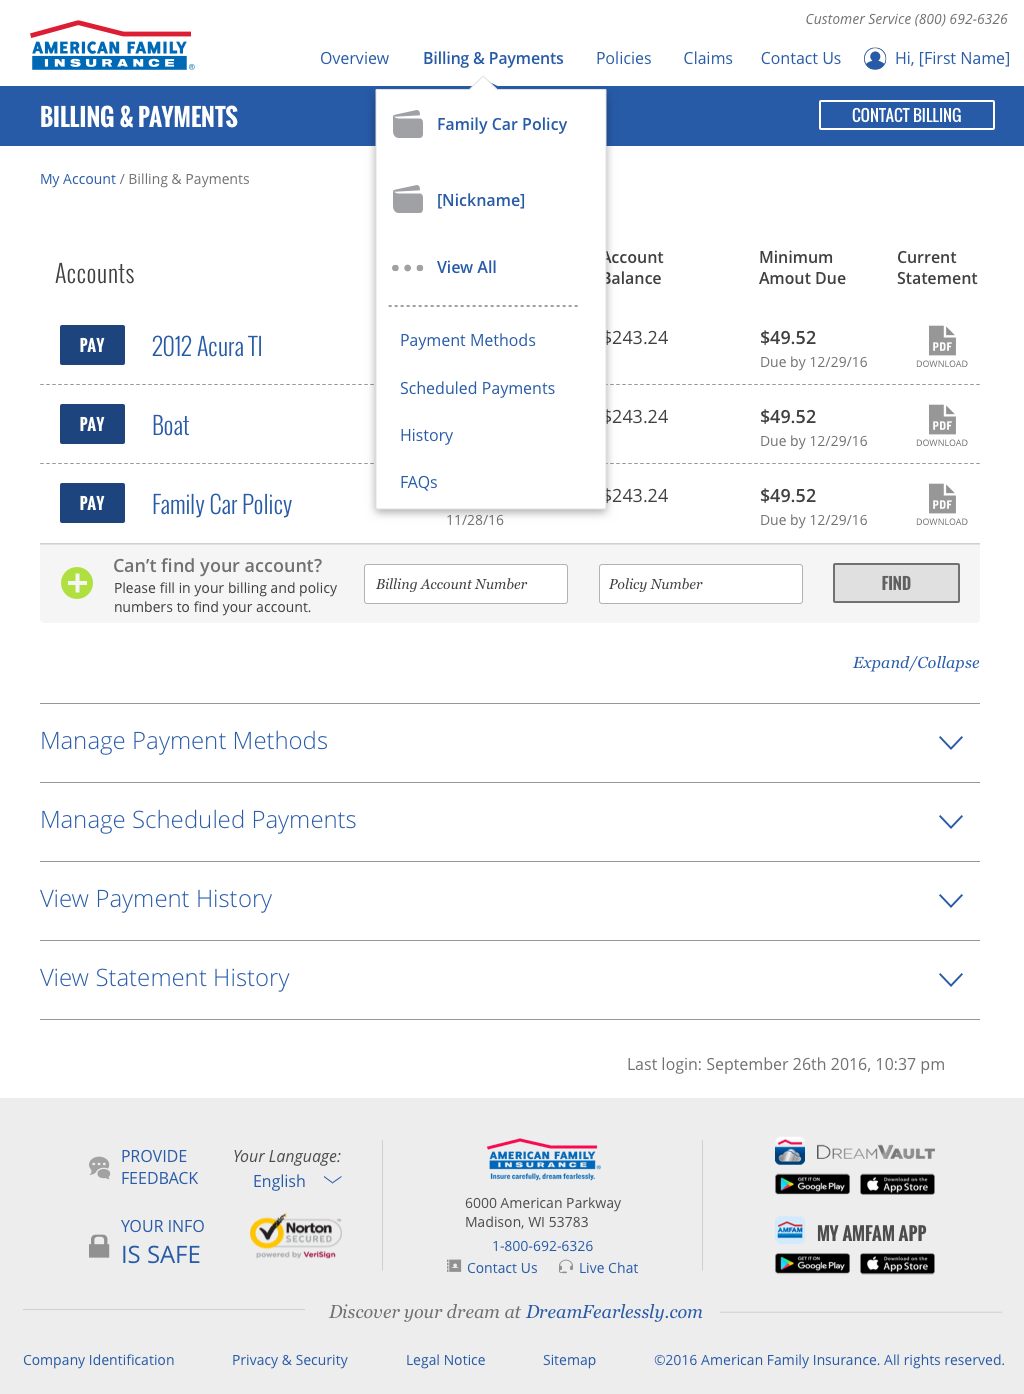 Customer Service (800) 692-6326
AMERICAN FAMILY
INSURANCE®
Overview Billing & Payments Policies Claims Contact Us Hi, [First Name]
BILLING & PAYMENTS
CONTACT BILLING
Family Car Policy
[Nickname]
View All
Payment Methods
Scheduled Payments
History
FAQs
My Account / Billing & Payments
Accounts
Account
Balance
Minimum
Amout Due
Current
Statement
PAY 2012 Acura Tl $243.24 $49.52
Due by 12/29/16
PDF
DOWNLOAD
PAY Boat $243.24 $49.52
Due by 12/29/16
PDF
DOWNLOAD
PAY Family Car Policy $243.24 $49.52
11/28/16 Due by 12/29/16
PDF
DOWNLOAD
Can't find your account?
Please fill in your billing and policy
numbers to find your account.
Billing Account Number
Policy Number
FIND
Expand/Collapse
Manage Payment Methods
Manage Scheduled Payments
View Payment History
View Statement History
Last login: September 26th 2016, 10:37 pm
PROVIDE
FEEDBACK
Your Language:
English
YOUR INFO
IS SAFE
Norton
SECURED
powered by VeriSign
AMERICAN FAMILY
INSURANCE®
Insure carefully, dream fearlessly.
6000 American Parkway
Madison, WI 53783
1-800-692-6326
Contact Us Live Chat
DREAMVAULT
GET IT ON
Google Play
Download on the
App Store
AMFAM
MY AMFAM APP
GET IT ON
Google Play
Download on the
App Store
Discover your dream at DreamFearlessly.com
Company Identification Privacy & Security Legal Notice Sitemap ©2016 American Family Insurance. All rights reserved.